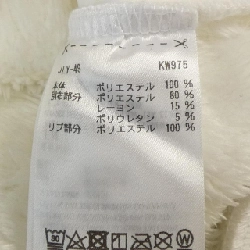 KW975
本体 ポリエステル 100 %
別布部分 ポリエステル 80 %
レーヨン 15 %
ポリウレタン 5 %
リブ部分 ポリエステル 100 %